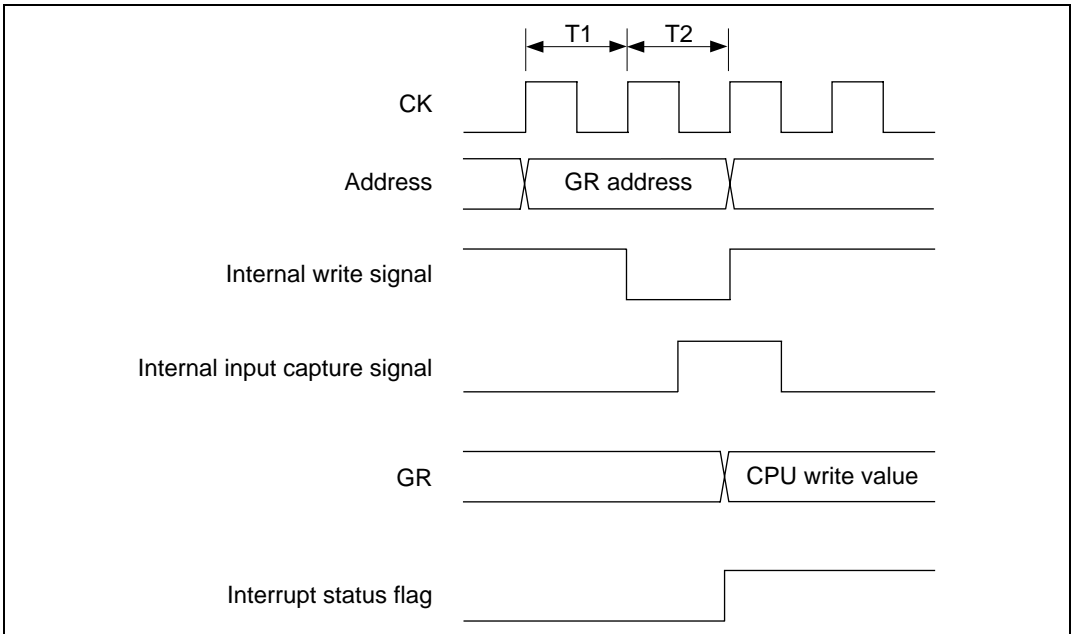 T1 T2
CK
Address GR address
Internal write signal
Internal input capture signal
GR CPU write value
Interrupt status flag